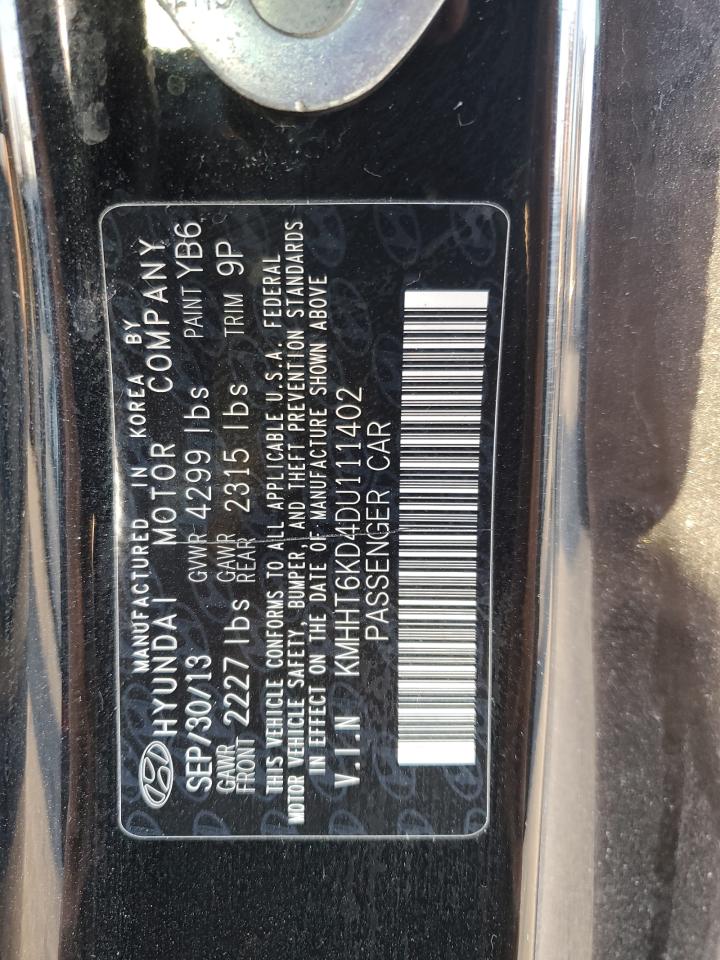 MANUFACTURED IN KOREA BY
HYUNDAI MOTOR COMPANY
SEP/30/13 GVWR 4299 lbs PAINT YB6
GAWR FRONT 2227 lbs GAWR REAR 2315 lbs TRIM 9P
THIS VEHICLE CONFORMS TO ALL APPLICABLE U.S.A. FEDERAL
MOTOR VEHICLE SAFETY, BUMPER, AND THEFT PREVENTION STANDARDS
IN EFFECT ON THE DATE OF MANUFACTURE SHOWN ABOVE
V.I.N KMHHT6KD4DU111402
PASSENGER CAR